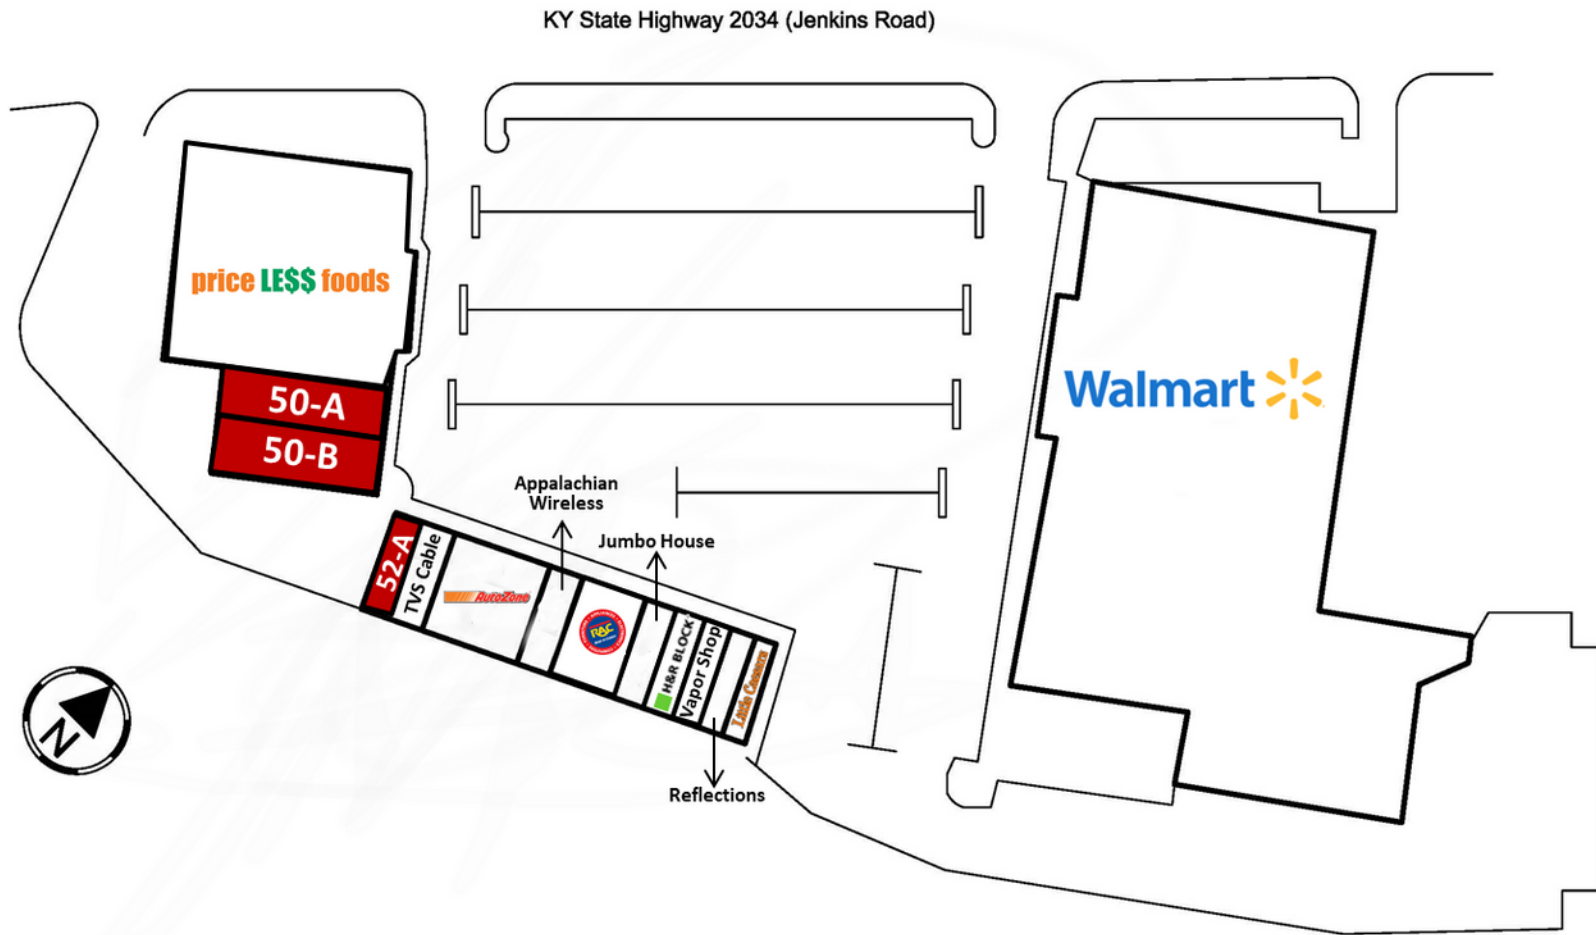 KY State Highway 2034 (Jenkins Road)
price LE$$ foods
50-A
50-B
Walmart
Appalachian
Wireless
Jumbo House
52-A
TVS Cable
AutoZone
RAC
H&R BLOCK
Vapor Shop
Little Caesars
Reflections
N